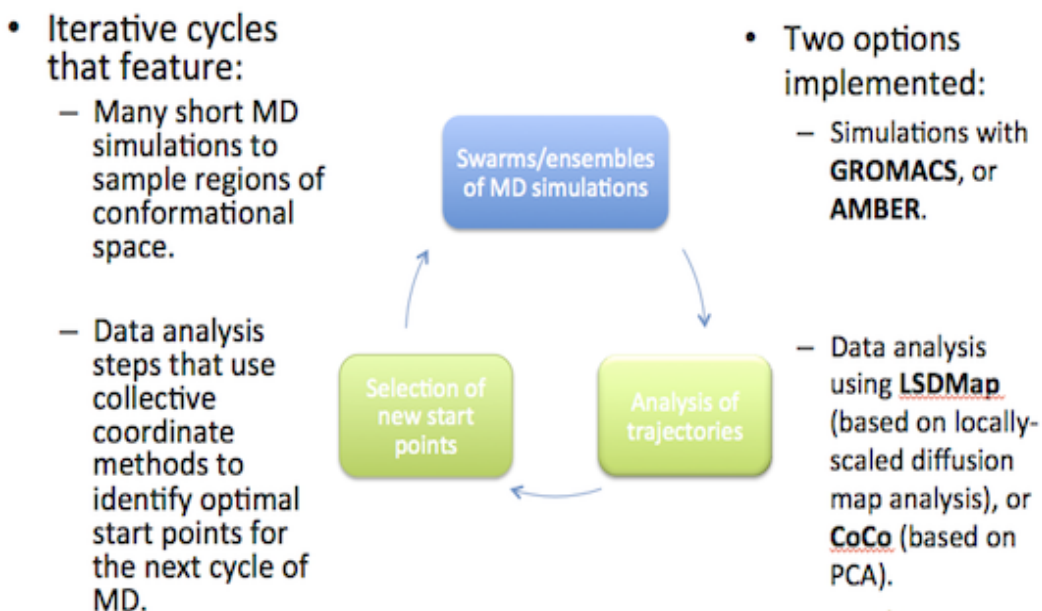 • Iterative cycles
that feature:
– Many short MD
simulations to
sample regions of
conformational
space.
– Data analysis
steps that use
collective
coordinate
methods to
identify optimal
start points for
the next cycle of
MD.
Swarms/ensembles
of MD simulations
Selection of
new start
points
Analysis of
trajectories
• Two options
implemented:
– Simulations with
GROMACS, or
AMBER.
– Data analysis
using LSDMap
(based on locally-
scaled diffusion
map analysis), or
CoCo (based on
PCA).